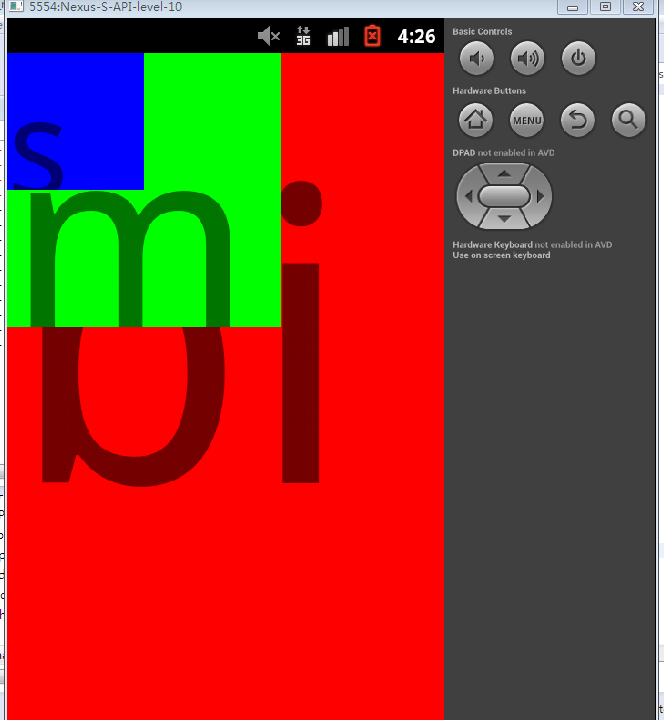 5554:Nexus-S-API-level-10
3G 4:26
Basic Controls
Hardware Buttons
MENU
DPAD not enabled in AVD
Hardware Keyboard not enabled in AVD
Use on screen keyboard
s
m
bi